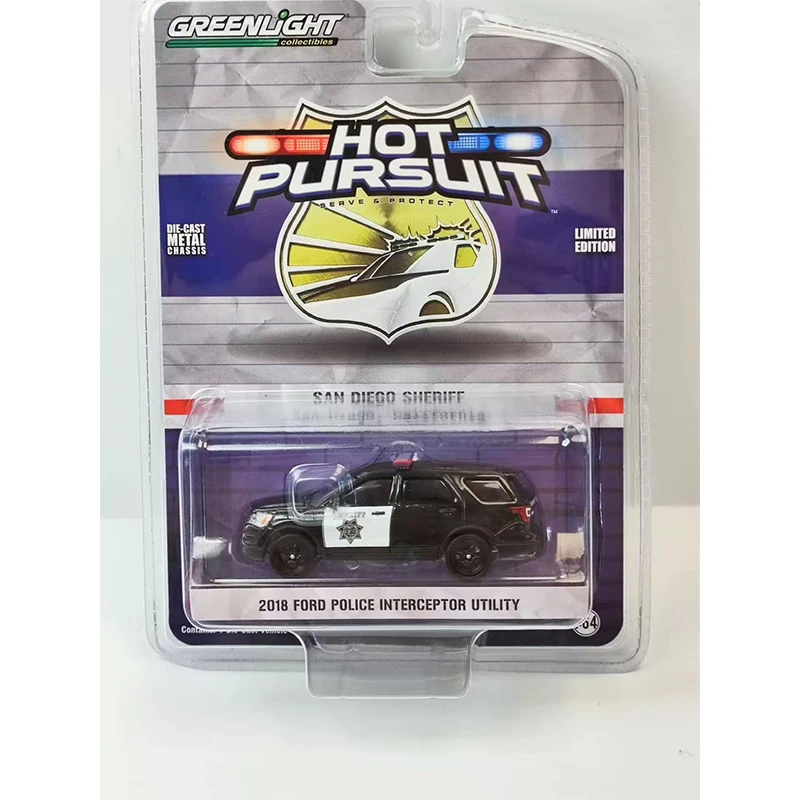 GREENLIGHT
collectibles
HOT
PURSUIT
SERVE & PROTECT
™
DIE-CAST
METAL
CHASSIS
LIMITED
EDITION
SAN DIEGO SHERIFF
2018 FORD POLICE INTERCEPTOR UTILITY